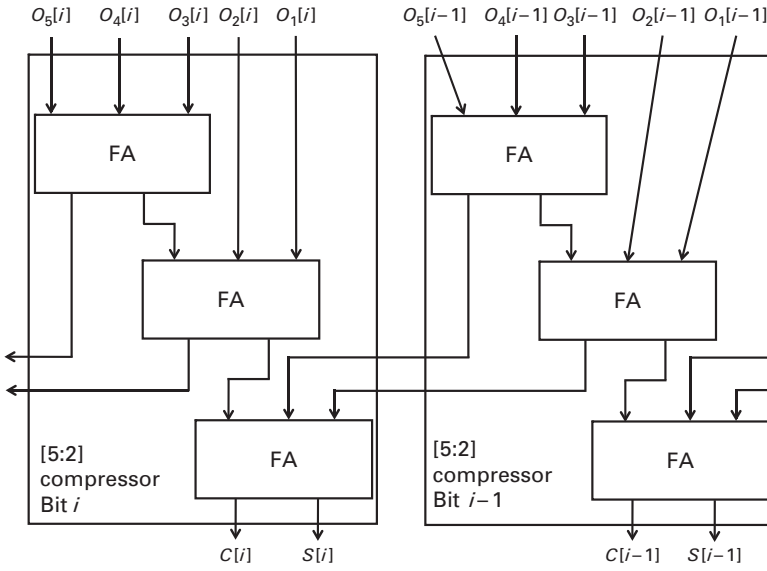 O₅[i] O₄[i] O₃[i] O₂[i] O₁[i] O₅[i−1] O₄[i−1] O₃[i−1] O₂[i−1] O₁[i−1]
FA FA
FA FA
FA FA
[5:2]
compressor
Bit i
[5:2]
compressor
Bit i−1
C[i] S[i] C[i−1] S[i−1]